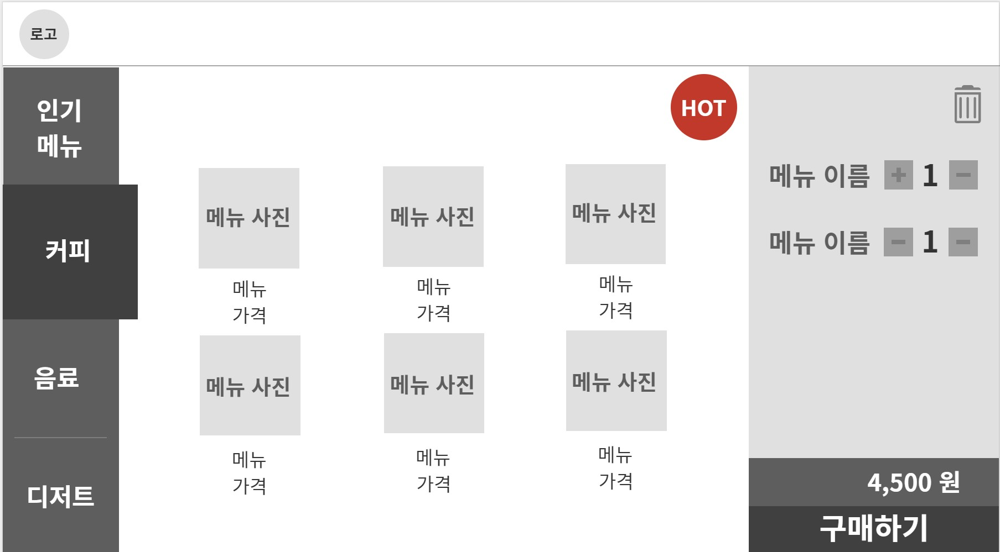 로고
인기
메뉴
커피
음료
디저트
HOT
메뉴 사진
메뉴 사진
메뉴 사진
메뉴
가격
메뉴
가격
메뉴
가격
메뉴 사진
메뉴 사진
메뉴 사진
메뉴
가격
메뉴
가격
메뉴
가격
메뉴 이름 + 1 -
메뉴 이름 - 1 -
4,500 원
구매하기